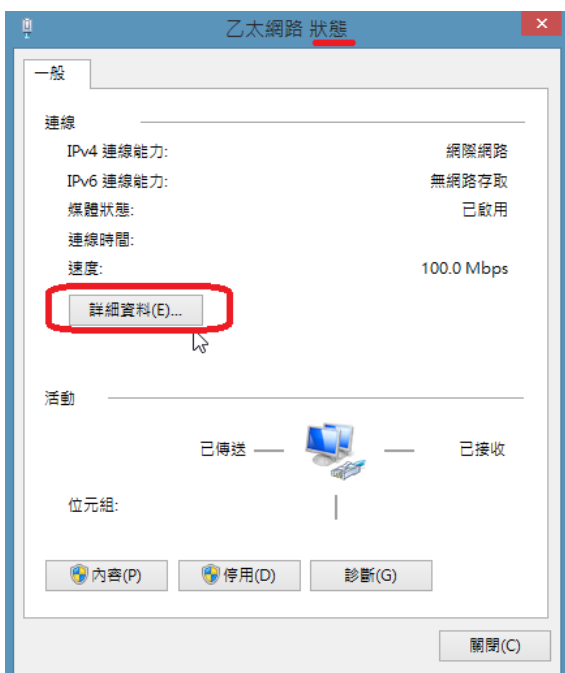 乙太網路 狀態
一般
連線
IPv4 連線能力: 網際網路
IPv6 連線能力: 無網路存取
媒體狀態: 已啟用
連線時間:
速度: 100.0 Mbps
詳細資料(E)...
活動
已傳送 已接收
位元組:
內容(P) 停用(D) 診斷(G)
關閉(C)